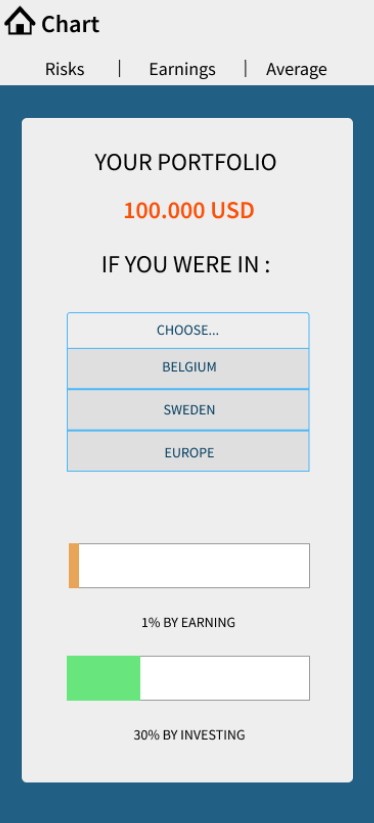 Chart
Risks | Earnings | Average
YOUR PORTFOLIO
100.000 USD
IF YOU WERE IN :
CHOOSE...
BELGIUM
SWEDEN
EUROPE
1% BY EARNING
30% BY INVESTING